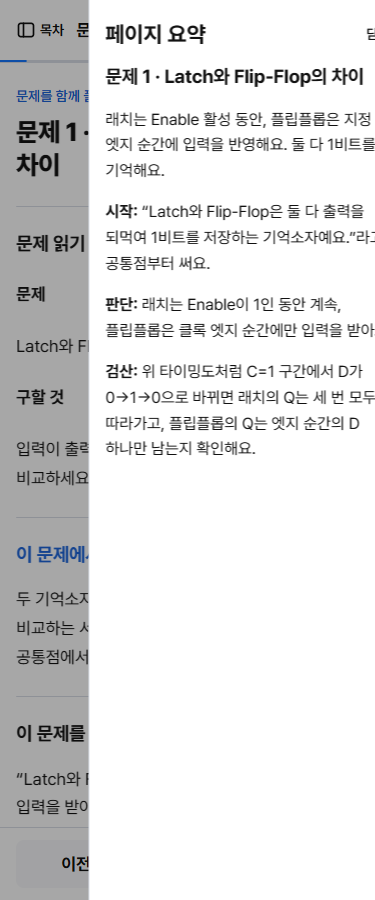 목차
페이지 요약
문제 1 · Latch와 Flip-Flop의 차이
래치는 Enable 활성 동안, 플립플롭은 지정
엣지 순간에 입력을 반영해요. 둘 다 1비트를
기억해요.
시작: “Latch와 Flip-Flop은 둘 다 출력을
되먹여 1비트를 저장하는 기억소자예요.”라고
공통점부터 써요.
판단: 래치는 Enable이 1인 동안 계속,
플립플롭은 클록 엣지 순간에만 입력을 받아
검산: 위 타이밍도처럼 C=1 구간에서 D가
0→1→0으로 바뀌면 래치의 Q는 세 번 모두
따라가고, 플립플롭의 Q는 엣지 순간의 D
하나만 남는지 확인해요.
문제를 함께
문제 1 ·
차이
문제 읽기
문제
Latch와
구할 것
입력이 출력
비교하세요
이 문제에서
두 기억소자
비교하는
공통점에서
이 문제를
“Latch와
입력을 받아
이전